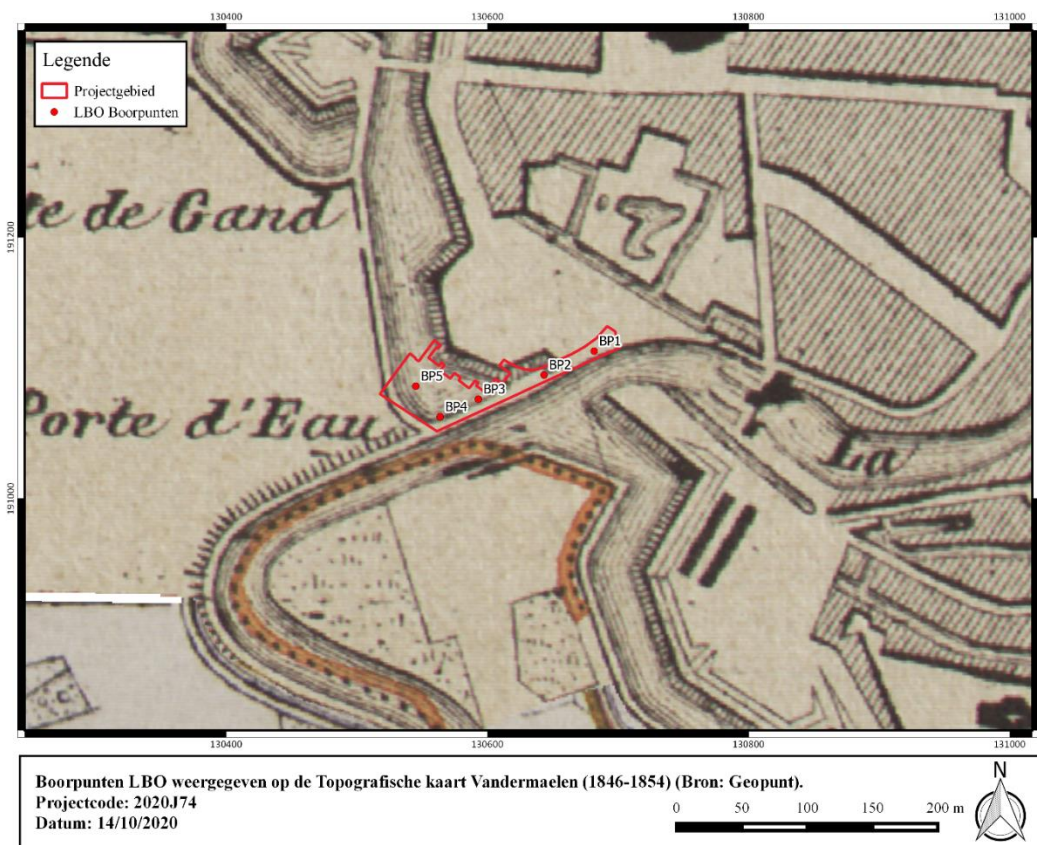 130400 130600 130800 131000
Legende
Projectgebied
LBO Boorpunten
te de Gand
191200
BP1
BP2
BP5
BP3
BP4
Porte d'Eau
La
191000
130400 130600 130800 131000
Boorpunten LBO weergegeven op de Topografische kaart Vandermaelen (1846-1854) (Bron: Geopunt).
Projectcode: 2020J74
Datum: 14/10/2020
0 50 100 150 200 m
N